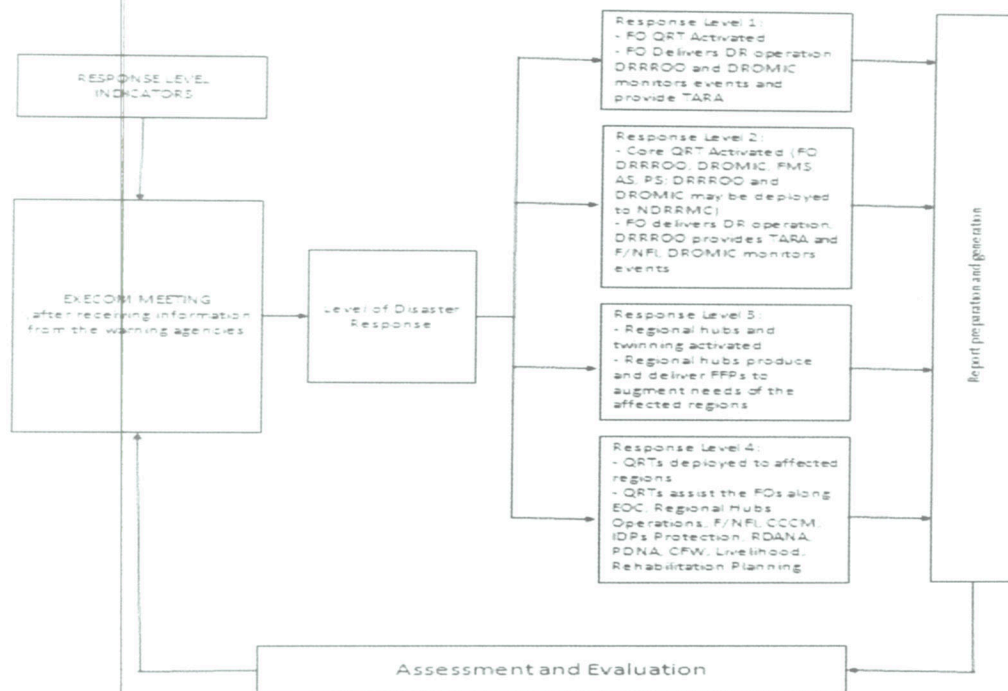 RESPONSE LEVEL
INDICATORS
EXECOM MEETING
(after receiving information
from the warning agencies
Level of Disaster
Response
Response Level 1:
- FO QRT Activated
- FO Delivers DR operation
DRRROO and DROMIC
monitors events and
provide TARA
Response Level 2:
- Core QRT Activated (FO
DRRROO, DROMIC, FMS,
AS, PS; DRRROO and
DROMIC may be deployed
to NDRRMC)
- FO delivers DR operation,
DRRROO provides TARA
and F/NFI, DROMIC monitors
events
Response Level 3:
- Regional hubs and
twinning activated
- Regional hubs produce
and deliver FFPs to
augment needs of the
affected regions
Response Level 4:
- QRTs deployed to affected
regions
- QRTs assist the FOs along
EOC, Regional Hubs
Operations, F/NFI, CCCM,
IDPs Protection, RDANA,
PDNA, CFW, Livelihood,
Rehabilitation Planning
Report preparation and generation
Assessment and Evaluation